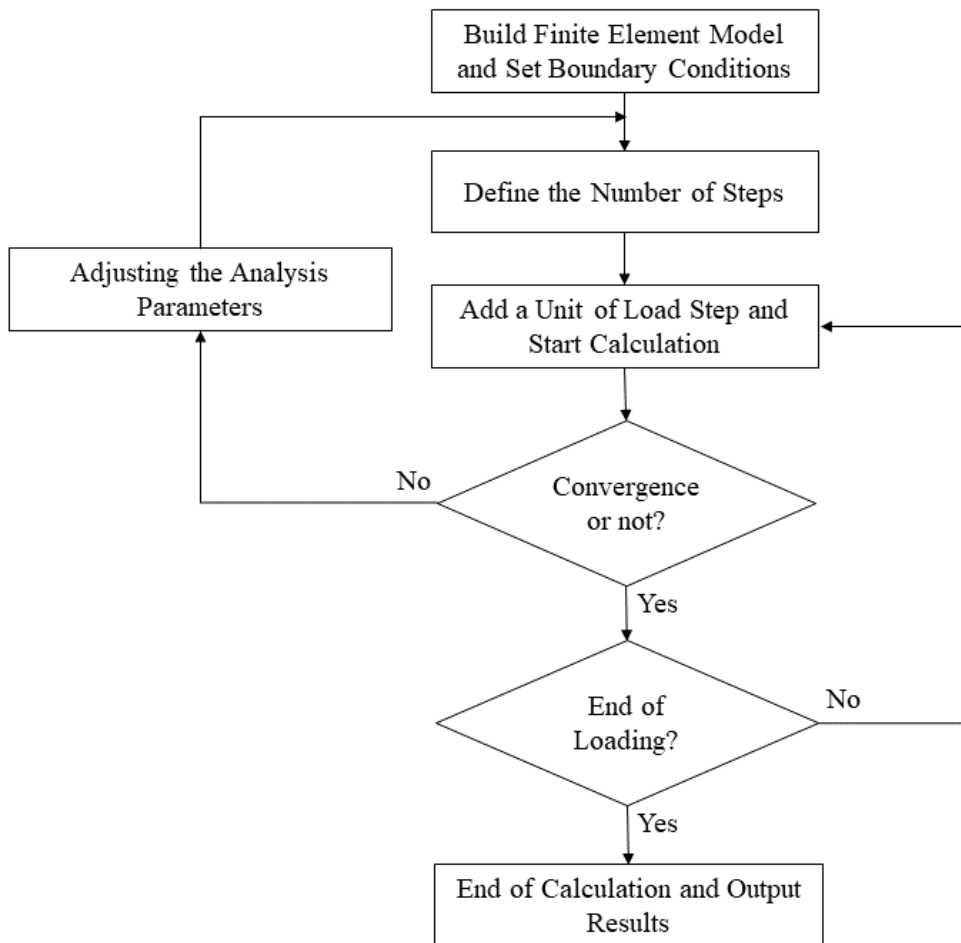 Build Finite Element Model
and Set Boundary Conditions
Define the Number of Steps
Adjusting the Analysis
Parameters
Add a Unit of Load Step and
Start Calculation
No
Convergence
or not?
Yes
End of
Loading?
No
Yes
End of Calculation and Output
Results